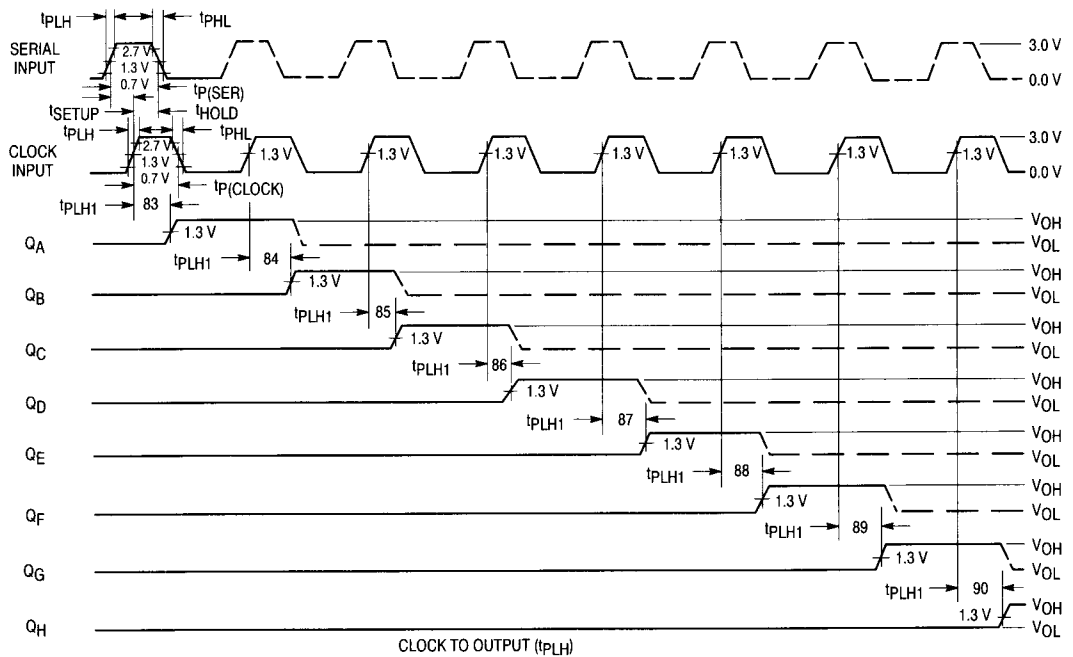 tPLH tPHL
SERIAL INPUT 2.7 V 3.0 V
1.3 V
0.7 V 0.0 V
tP(SER)
tSETUP tHOLD
tPLH tPHL
CLOCK INPUT 2.7 V 1.3 V 1.3 V 1.3 V 1.3 V 1.3 V 1.3 V 1.3 V 3.0 V
1.3 V
0.7 V 0.0 V
tP(CLOCK)
tPLH1 83
QA 1.3 V VOH
VOL
tPLH1 84
QB 1.3 V VOH
VOL
tPLH1 85
QC 1.3 V VOH
VOL
tPLH1 86
QD 1.3 V VOH
VOL
tPLH1 87
QE 1.3 V VOH
VOL
tPLH1 88
QF 1.3 V VOH
VOL
tPLH1 89
QG 1.3 V VOH
VOL
tPLH1 90
QH 1.3 V VOH
VOL
CLOCK TO OUTPUT (tPLH)